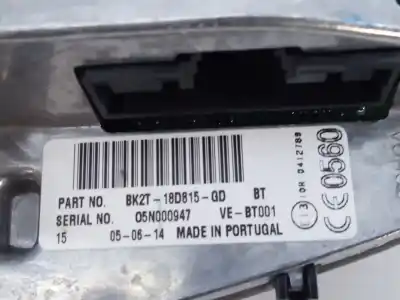 PART NO. BK2T-18D815-GD BT
SERIAL NO. 05N000947 VE-BT001
15 05-06-14 MADE IN PORTUGAL
CE0560